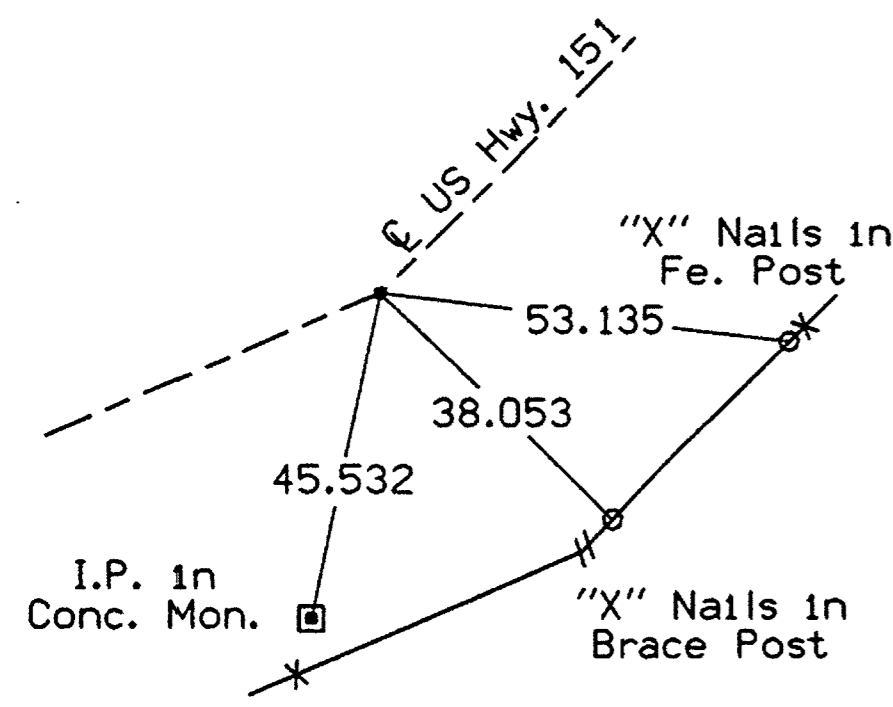 ℄ US Hwy. 151
"X" Nails in
Fe. Post
53.135
38.053
45.532
I.P. in
Conc. Mon.
"X" Nails in
Brace Post